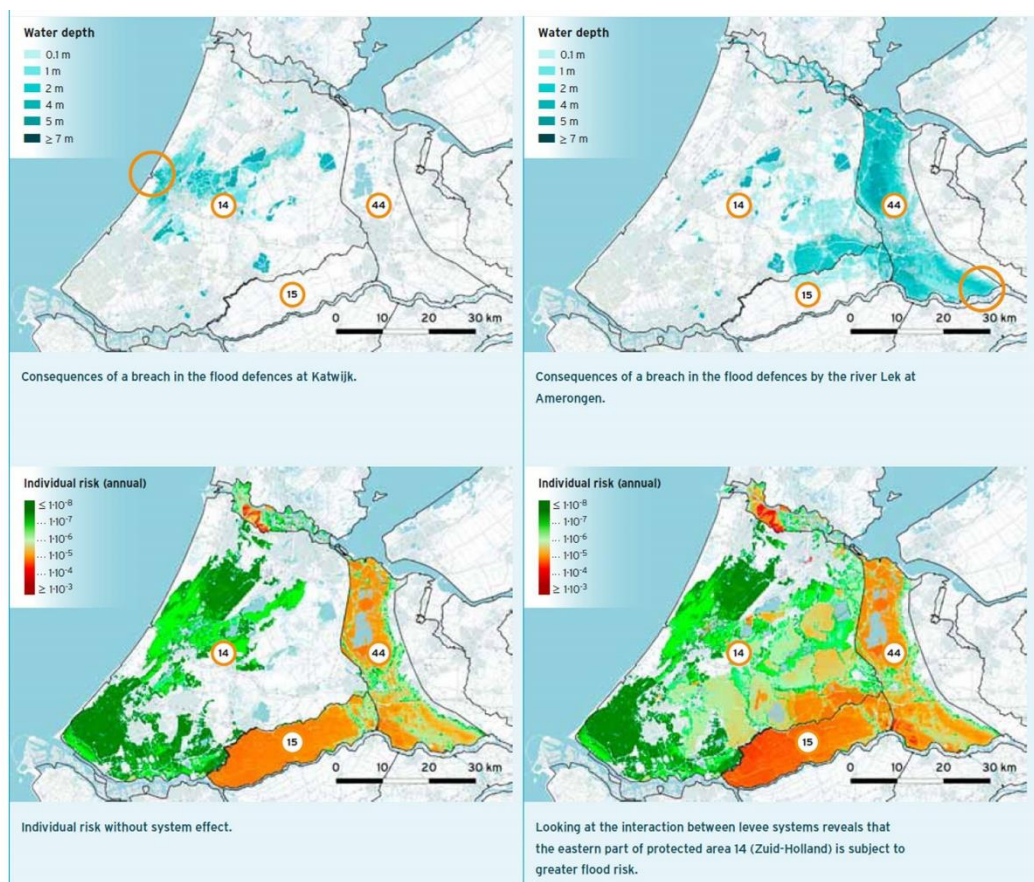 Water depth
0.1 m
1 m
2 m
4 m
5 m
≥ 7 m
14
44
15
0 10 20 30 km
Consequences of a breach in the flood defences at Katwijk.
Water depth
0.1 m
1 m
2 m
4 m
5 m
≥ 7 m
14
44
15
0 10 20 30 km
Consequences of a breach in the flood defences by the river Lek at
Amerongen.
Individual risk (annual)
≤ 1·10⁻⁸
... 1·10⁻⁷
... 1·10⁻⁶
... 1·10⁻⁵
... 1·10⁻⁴
≥ 1·10⁻³
14
44
15
0 10 20 30 km
Individual risk without system effect.
Individual risk (annual)
≤ 1·10⁻⁸
... 1·10⁻⁷
... 1·10⁻⁶
... 1·10⁻⁵
... 1·10⁻⁴
≥ 1·10⁻³
14
44
15
0 10 20 30 km
Looking at the interaction between levee systems reveals that
the eastern part of protected area 14 (Zuid-Holland) is subject to
greater flood risk.